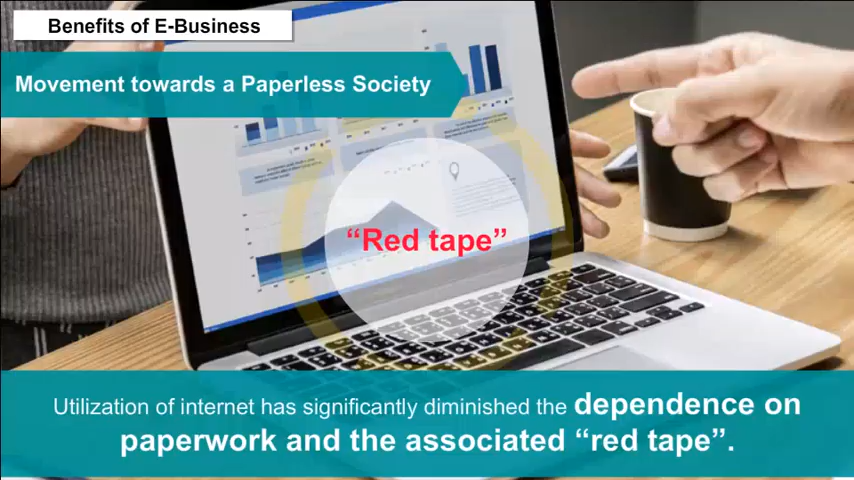 Benefits of E-Business
Movement towards a Paperless Society
“Red tape”
Utilization of internet has significantly diminished the dependence on
paperwork and the associated “red tape”.